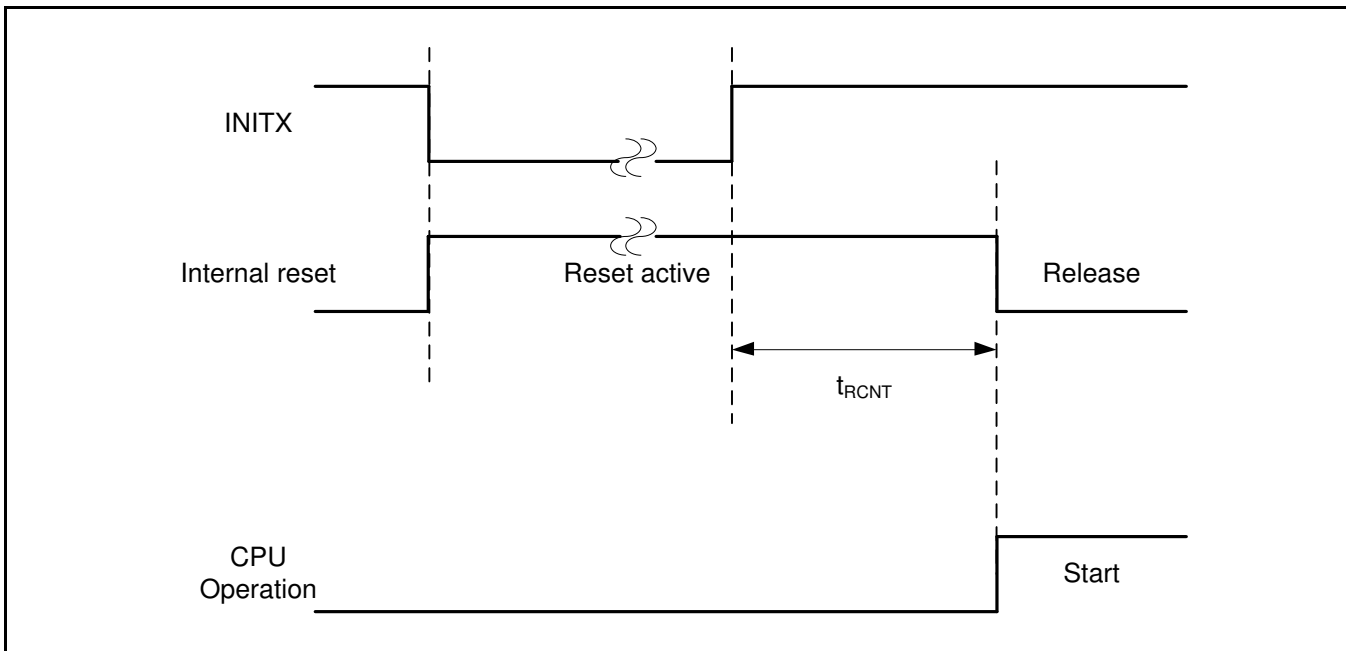 INITX
Internal reset
Reset active
Release
tRCNT
CPU
Operation
Start